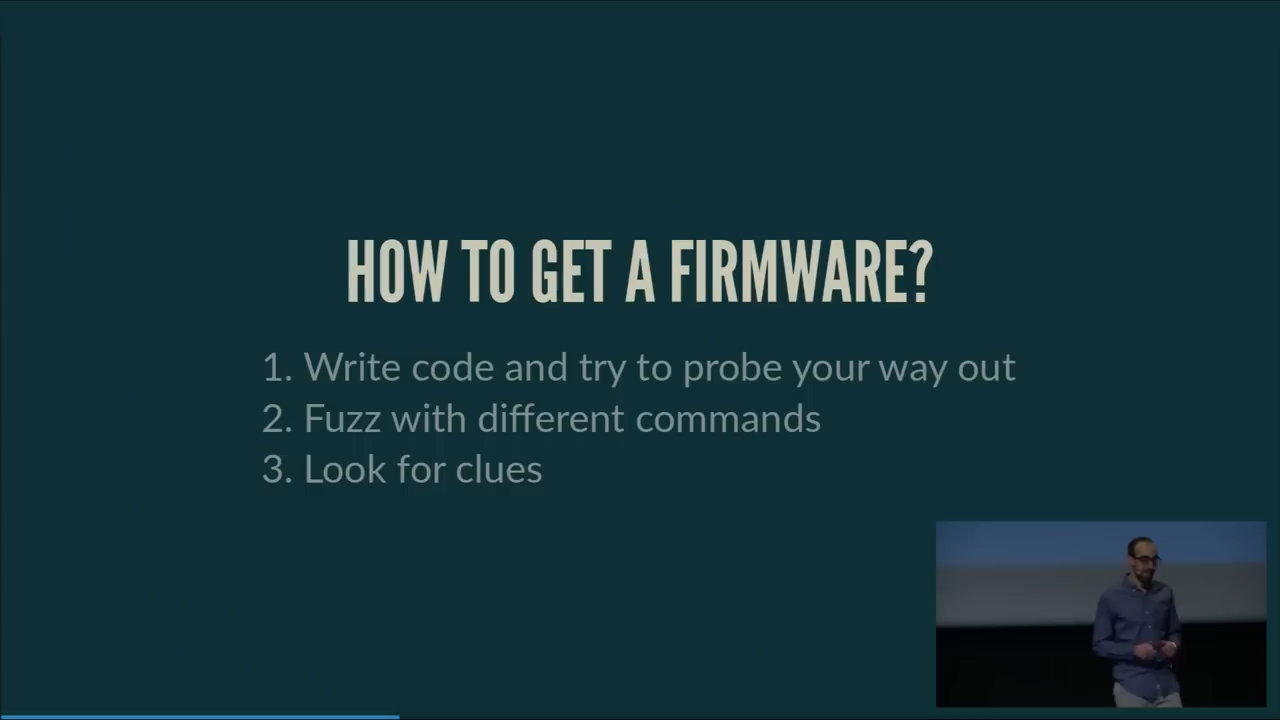 HOW TO GET A FIRMWARE?
1. Write code and try to probe your way out
2. Fuzz with different commands
3. Look for clues